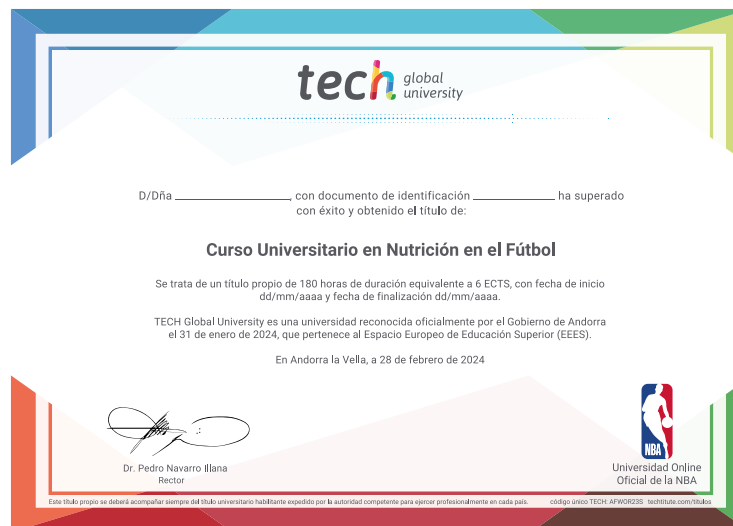 tech global university
D/Dña ____________, con documento de identificación ____________ ha superado
con éxito y obtenido el título de:
Curso Universitario en Nutrición en el Fútbol
Se trata de un título propio de 180 horas de duración equivalente a 6 ECTS, con fecha de inicio
dd/mm/aaaa y fecha de finalización dd/mm/aaaa.
TECH Global University es una universidad reconocida oficialmente por el Gobierno de Andorra
el 31 de enero de 2024, que pertenece al Espacio Europeo de Educación Superior (EEES).
En Andorra la Vella, a 28 de febrero de 2024
Dr. Pedro Navarro Illana
Rector
NBA
Universidad Online
Oficial de la NBA
Este título propio se deberá acompañar siempre del título universitario habilitante expedido por la autoridad competente para ejercer profesionalmente en cada país. código único TECH: AFWOR23S techtitute.com/titulos